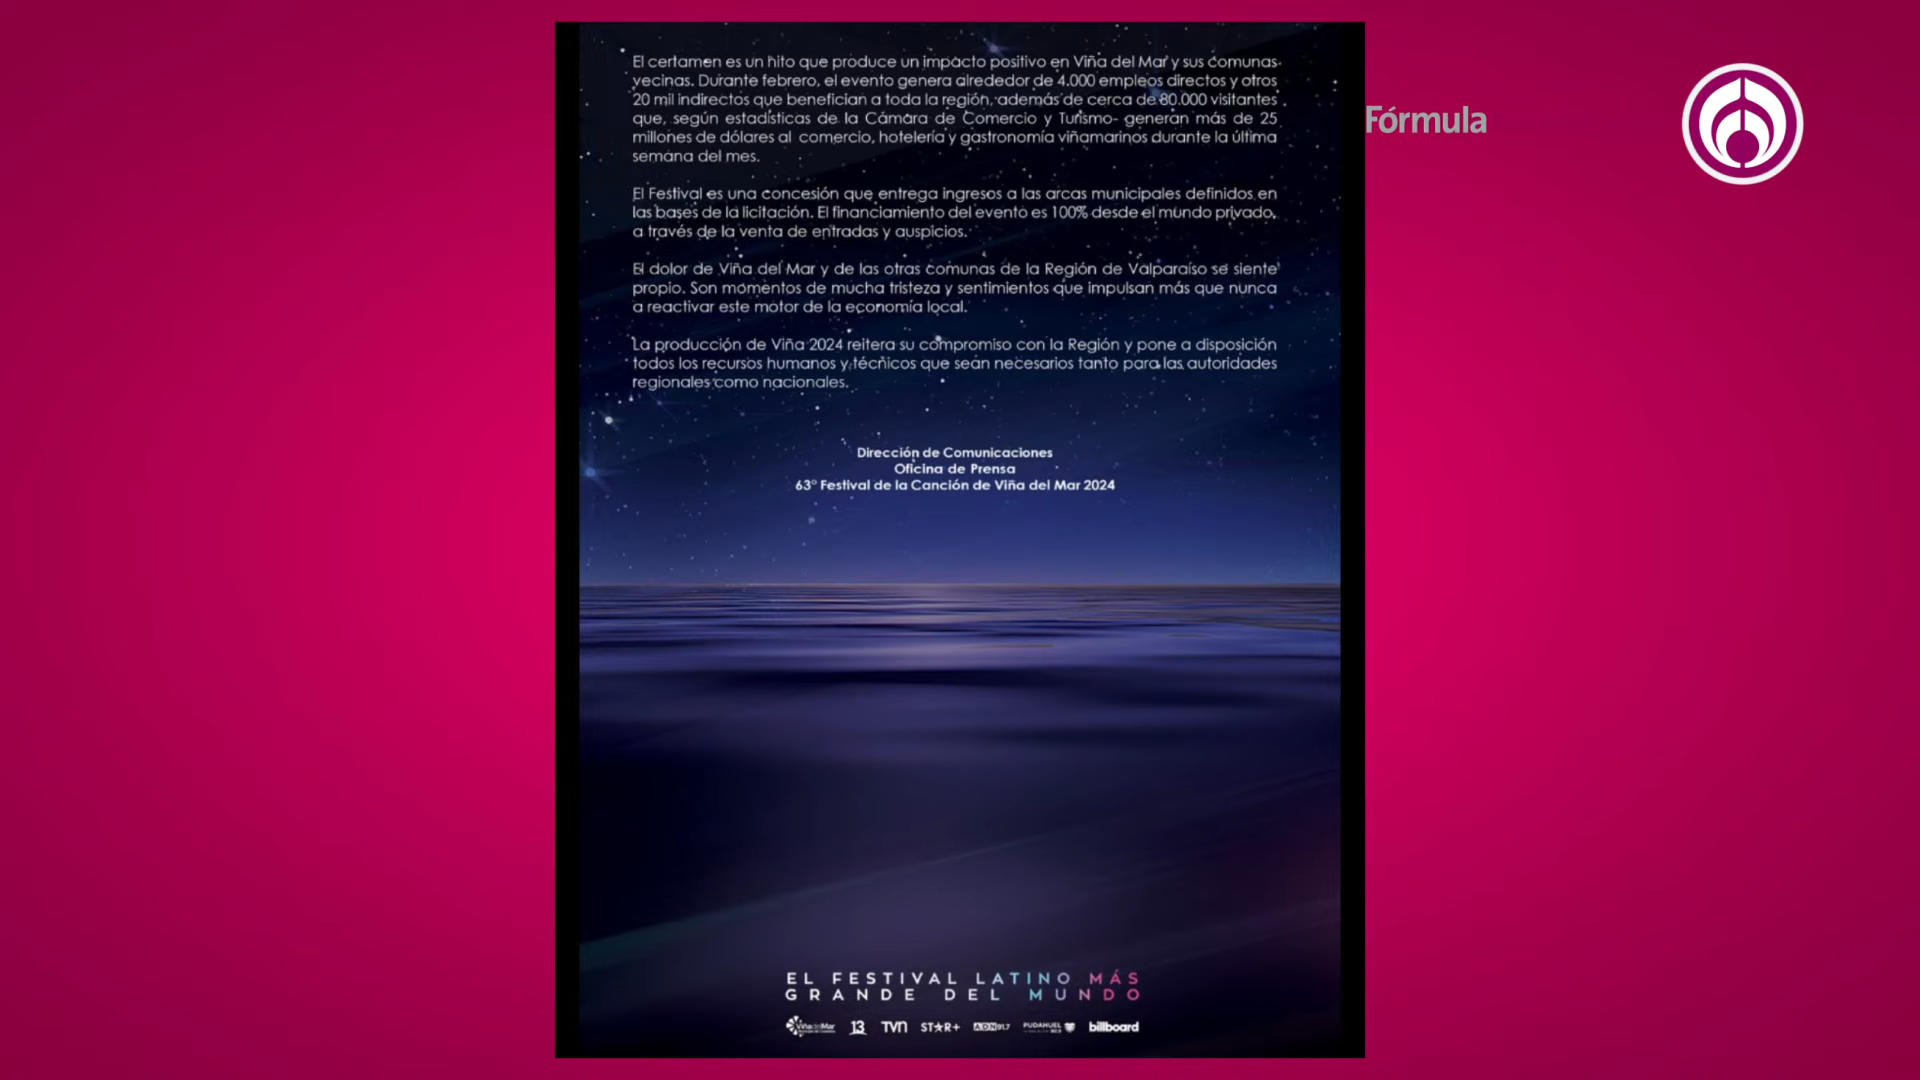 El certamen es un hito que produce un impacto positivo en Viña del Mar y sus comunas
vecinas. Durante febrero, el evento genera alrededor de 4.000 empleos directos y otros
20 mil indirectos que benefician a toda la región, además de cerca de 80.000 visitantes
que, según estadísticas de la Cámara de Comercio y Turismo- generan más de 25
millones de dólares al comercio, hotelería y gastronomía viñamarinos durante la última
semana del mes.
El Festival es una concesión que entrega ingresos a las arcas municipales definidos en
las bases de la licitación. El financiamiento del evento es 100% desde el mundo privado,
a través de la venta de entradas y auspicios.
El dolor de Viña del Mar y de las otras comunas de la Región de Valparaíso se siente
propio. Son momentos de mucha tristeza y sentimientos que impulsan más que nunca
a reactivar este motor de la economía local.
La producción de Viña 2024 reitera su compromiso con la Región y pone a disposición
todos los recursos humanos y técnicos que sean necesarios tanto para las autoridades
regionales como nacionales.
Dirección de Comunicaciones
Oficina de Prensa
63° Festival de la Canción de Viña del Mar 2024
EL FESTIVAL LATINO MÁS
GRANDE DEL MUNDO
ViñadelMar 13 TVN ST★R+ ADN 91.7 PUDAHUEL billboard
Fórmula